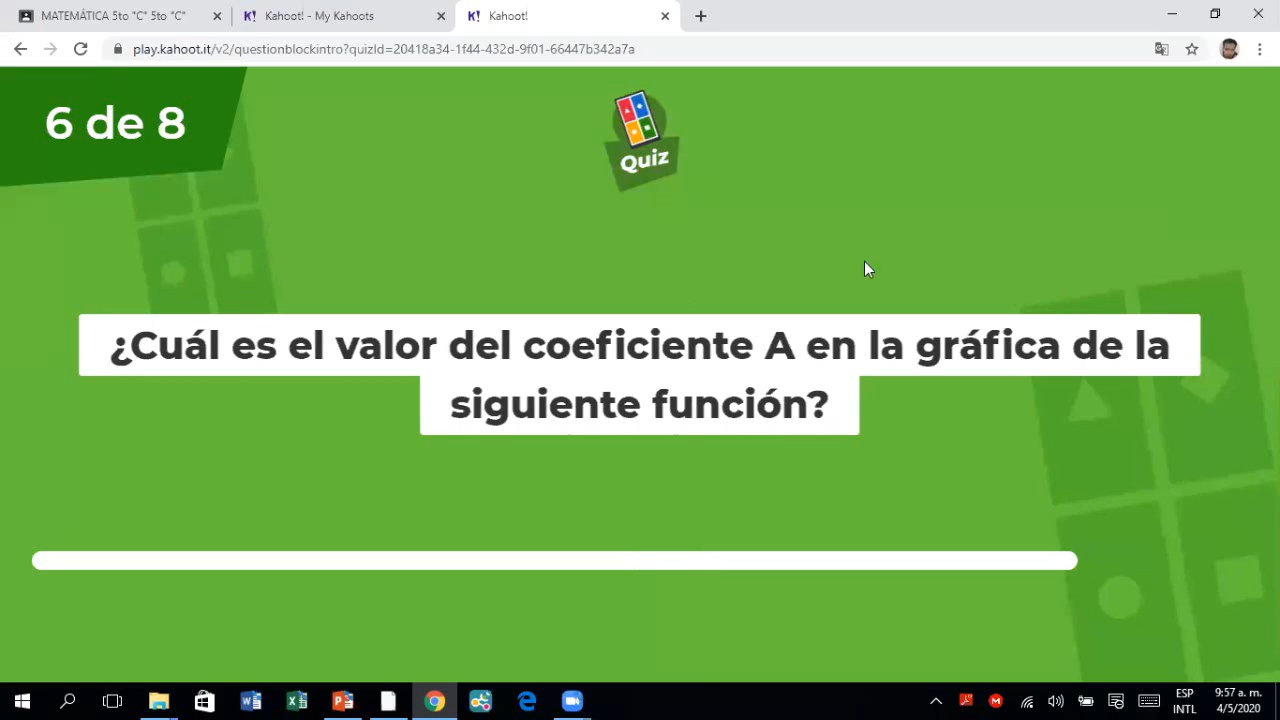 MATEMÁTICA 5to "C" 5to "C"
Kahoot! - My Kahoots
Kahoot!
play.kahoot.it/v2/questionblockintro?quizId=20418a34-1f44-432d-9f01-66447b342a7a
6 de 8
Quiz
¿Cuál es el valor del coeficiente A en la gráfica de la
siguiente función?
ESP
INTL
9:57 a. m.
4/5/2020